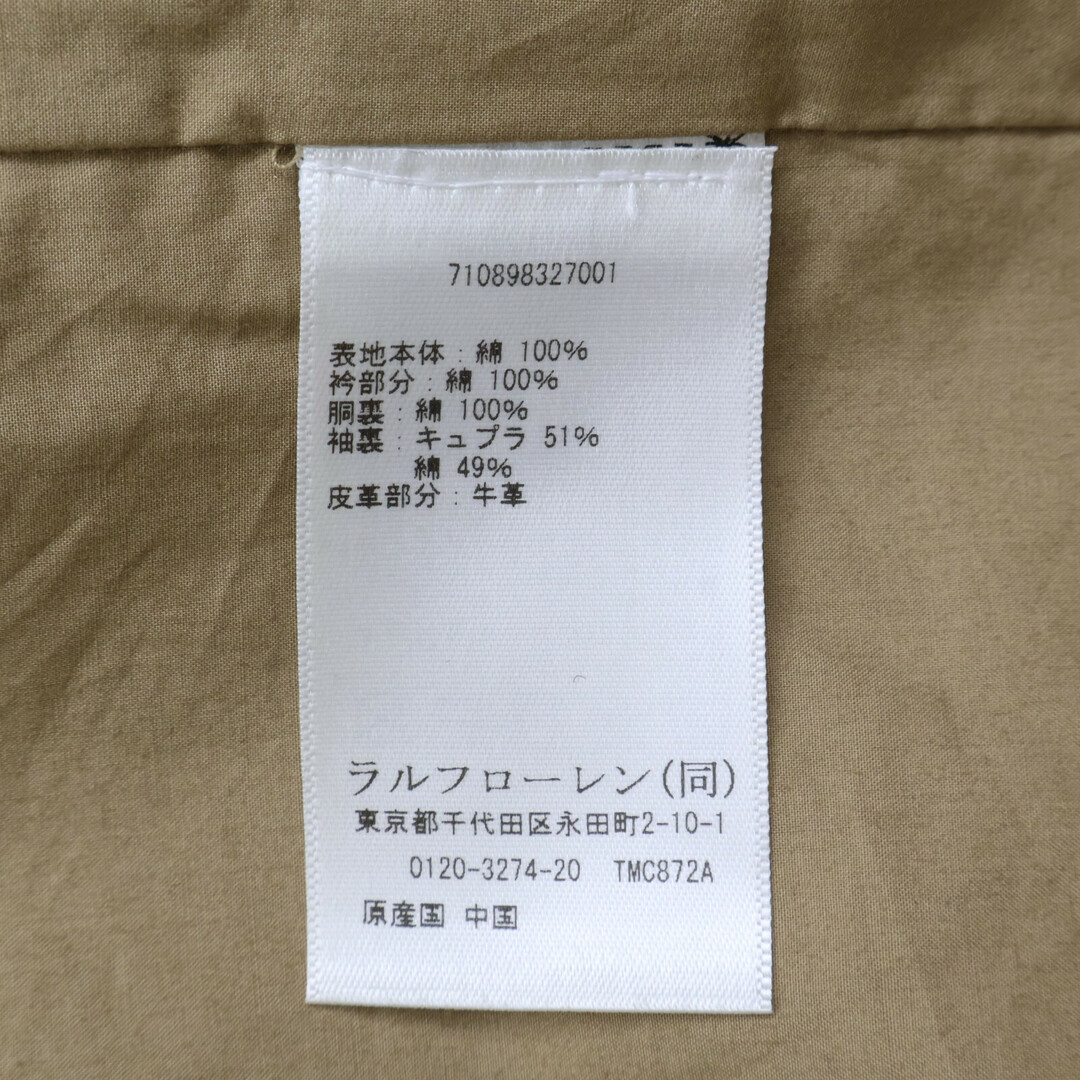 710898327001
表地本体 : 綿 100%
衿部分 : 綿 100%
胴裏 : 綿 100%
袖裏 : キュプラ 51%
綿 49%
皮革部分 : 牛革
ラルフローレン(同)
東京都千代田区永田町2-10-1
0120-3274-20 TMC872A
原産国 中国